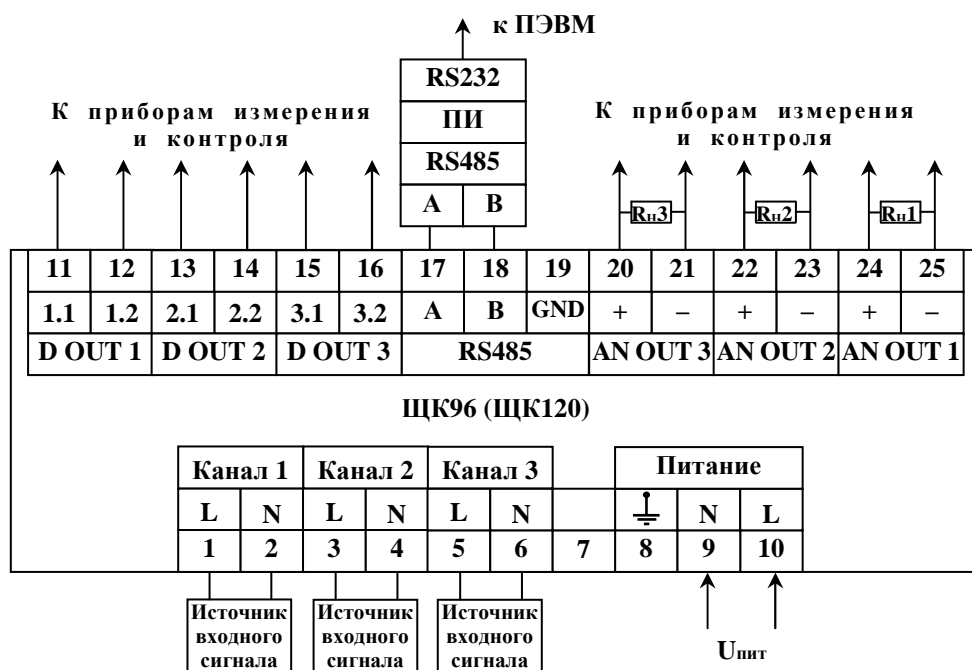 к ПЭВМ
RS232
ПИ
RS485
А В
К приборам измерения
и контроля
К приборам измерения
и контроля
Rн3 Rн2 Rн1
11 12 13 14 15 16 17 18 19 20 21 22 23 24 25
1.1 1.2 2.1 2.2 3.1 3.2 А В GND + – + – + –
D OUT 1 D OUT 2 D OUT 3 RS485 AN OUT 3 AN OUT 2 AN OUT 1
ЩК96 (ЩК120)
Канал 1 Канал 2 Канал 3 Питание
L N L N L N N L
1 2 3 4 5 6 7 8 9 10
Источник Источник Источник
входного входного входного
сигнала сигнала сигнала
Uпит